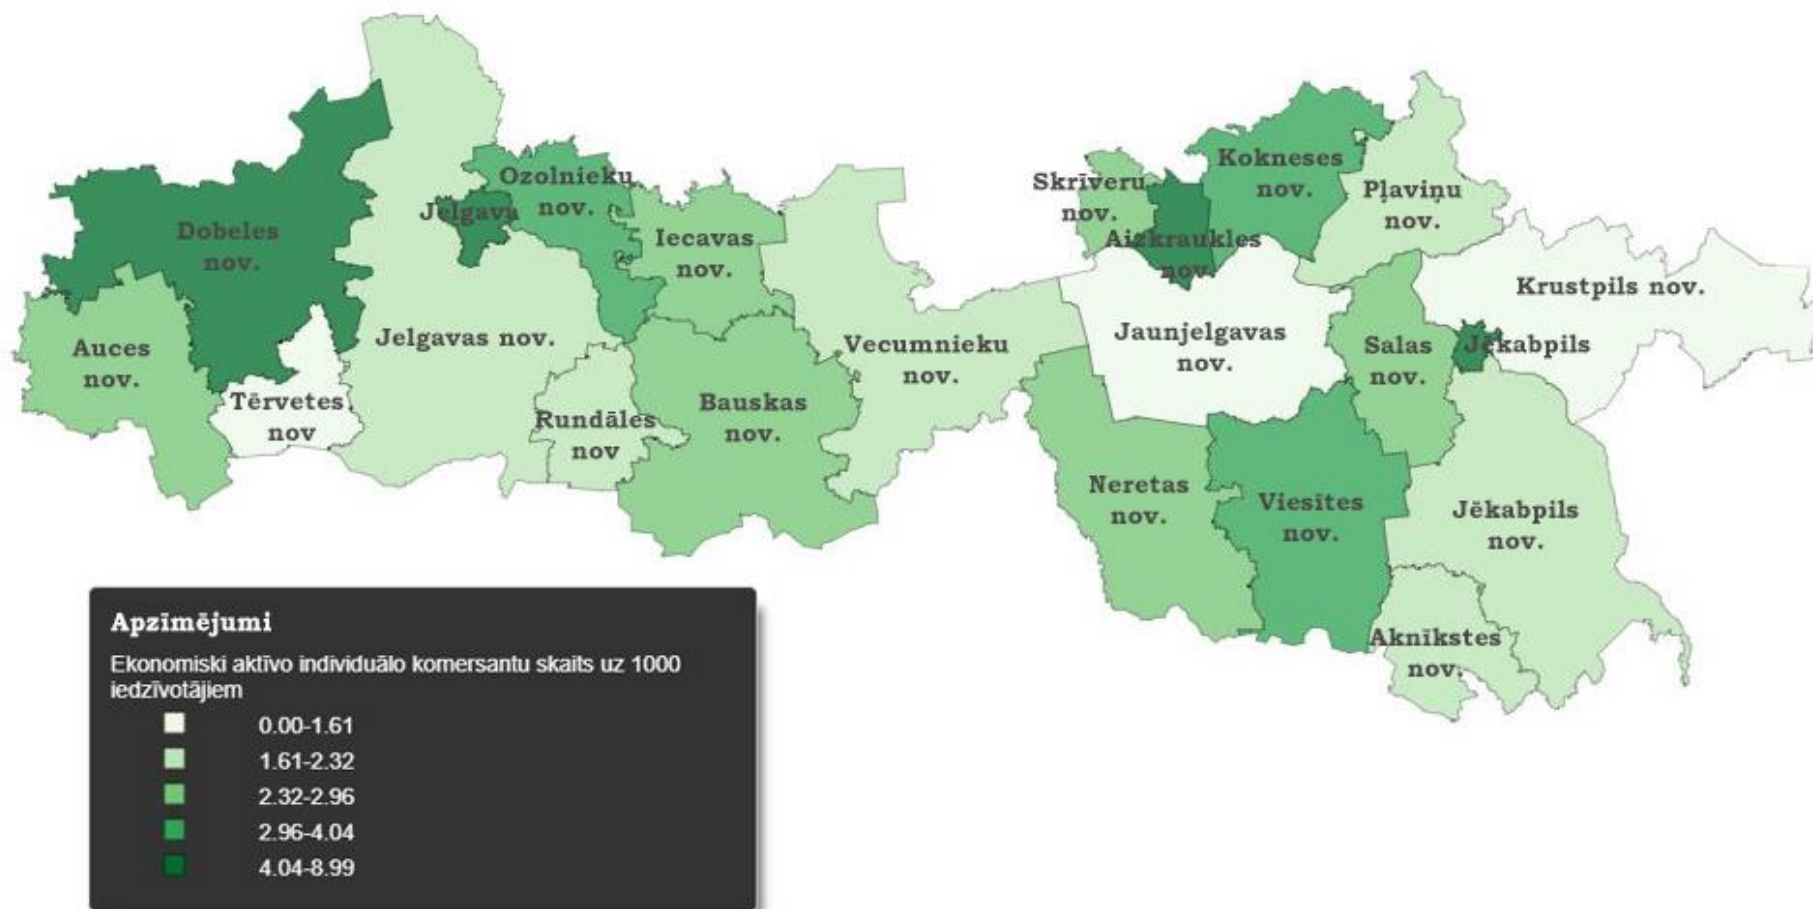 Dobeles
nov.
Auces
nov.
Tērvetes
nov
Jelgava
Jelgavas nov.
Ozolnieku
nov.
Iecavas
nov.
Rundāles
nov
Bauskas
nov.
Vecumnieku
nov.
Skrīveru
nov.
Aizkraukles
nov.
Kokneses
nov.
Pļaviņu
nov.
Jaunjelgavas
nov.
Krustpils nov.
Salas
nov.
Jēkabpils
Neretas
nov.
Viesītes
nov.
Jēkabpils
nov.
Aknīkstes
nov.
Apzīmējumi
Ekonomiski aktīvo individuālo komersantu skaits uz 1000
iedzīvotājiem
0.00-1.61
1.61-2.32
2.32-2.96
2.96-4.04
4.04-8.99